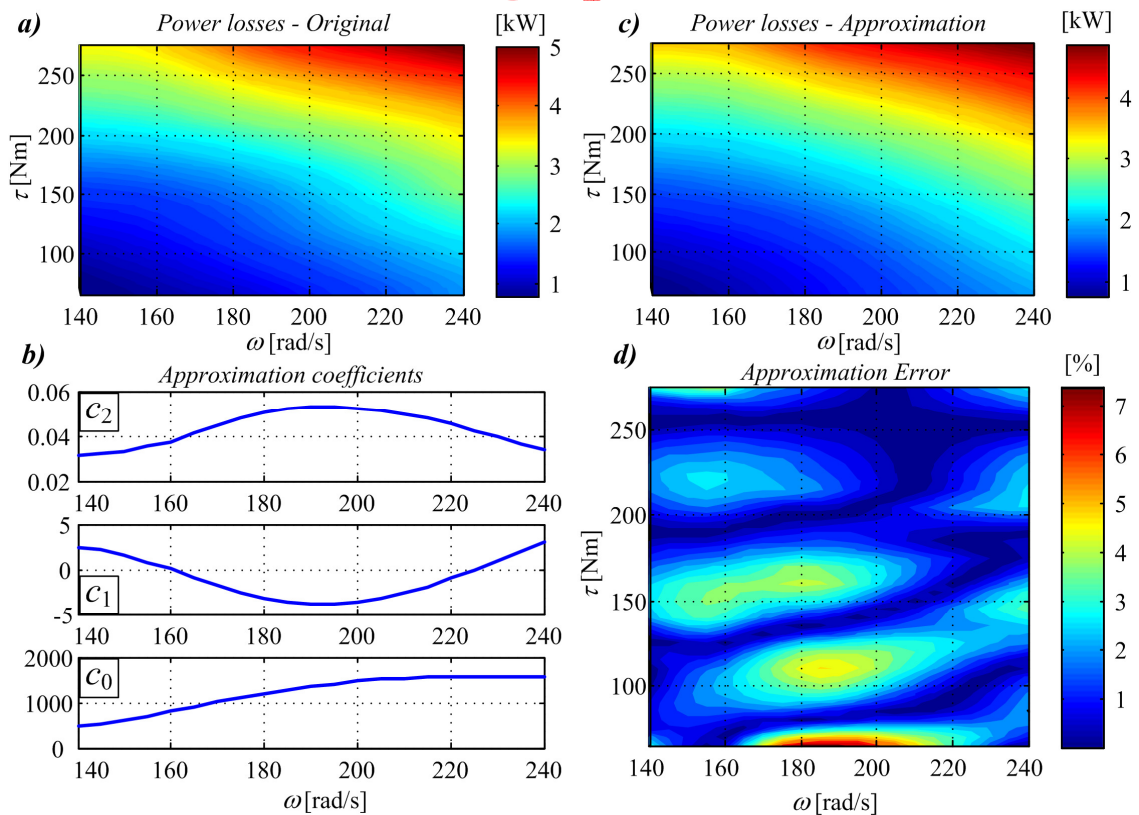 a)
Power losses - Original
[kW]
250
200
150
100
τ [Nm]
5
4
3
2
1
140 160 180 200 220 240
ω [rad/s]
c)
Power losses - Approximation
[kW]
250
200
150
100
τ [Nm]
4
3
2
1
140 160 180 200 220 240
ω [rad/s]
b)
Approximation coefficients
c2
0.06
0.04
0.02
140 160 180 200 220 240
5
0
-5
c1
140 160 180 200 220 240
2000
1000
0
c0
140 160 180 200 220 240
ω [rad/s]
d)
Approximation Error
[%]
250
200
150
100
τ [Nm]
7
6
5
4
3
2
1
140 160 180 200 220 240
ω [rad/s]